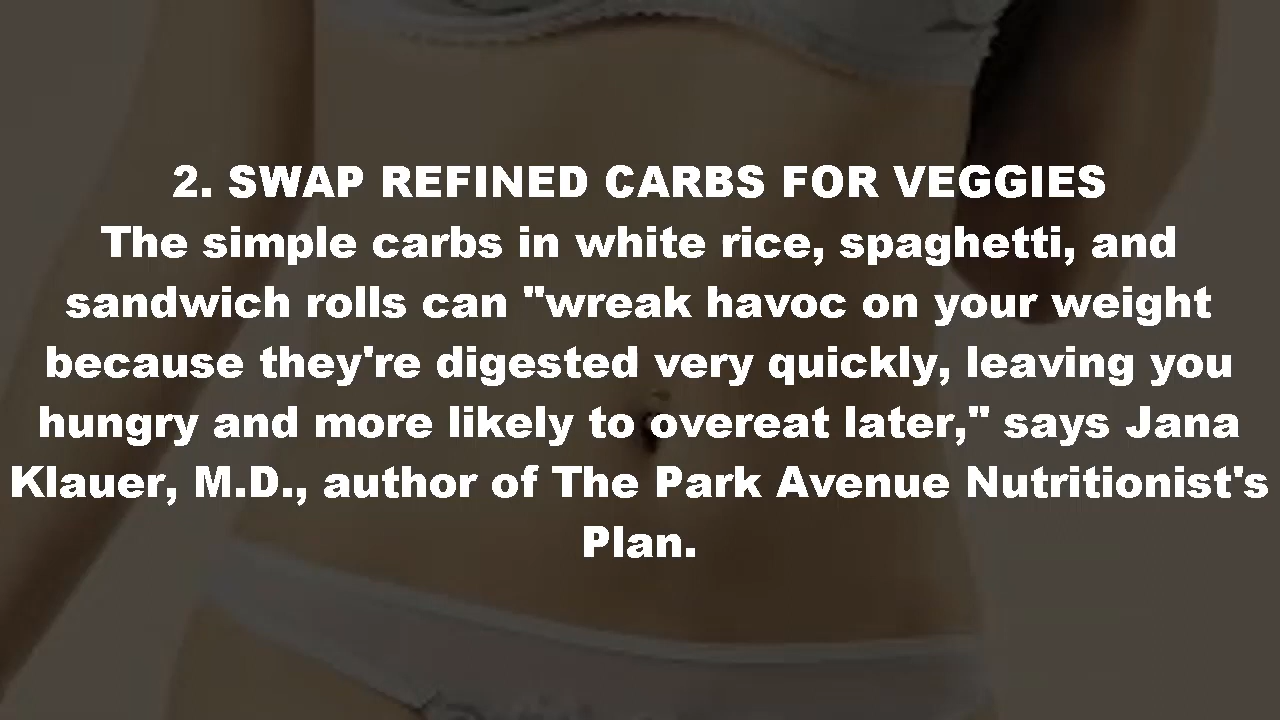 2. SWAP REFINED CARBS FOR VEGGIES
The simple carbs in white rice, spaghetti, and
sandwich rolls can "wreak havoc on your weight
because they're digested very quickly, leaving you
hungry and more likely to overeat later," says Jana
Klauer, M.D., author of The Park Avenue Nutritionist's
Plan.